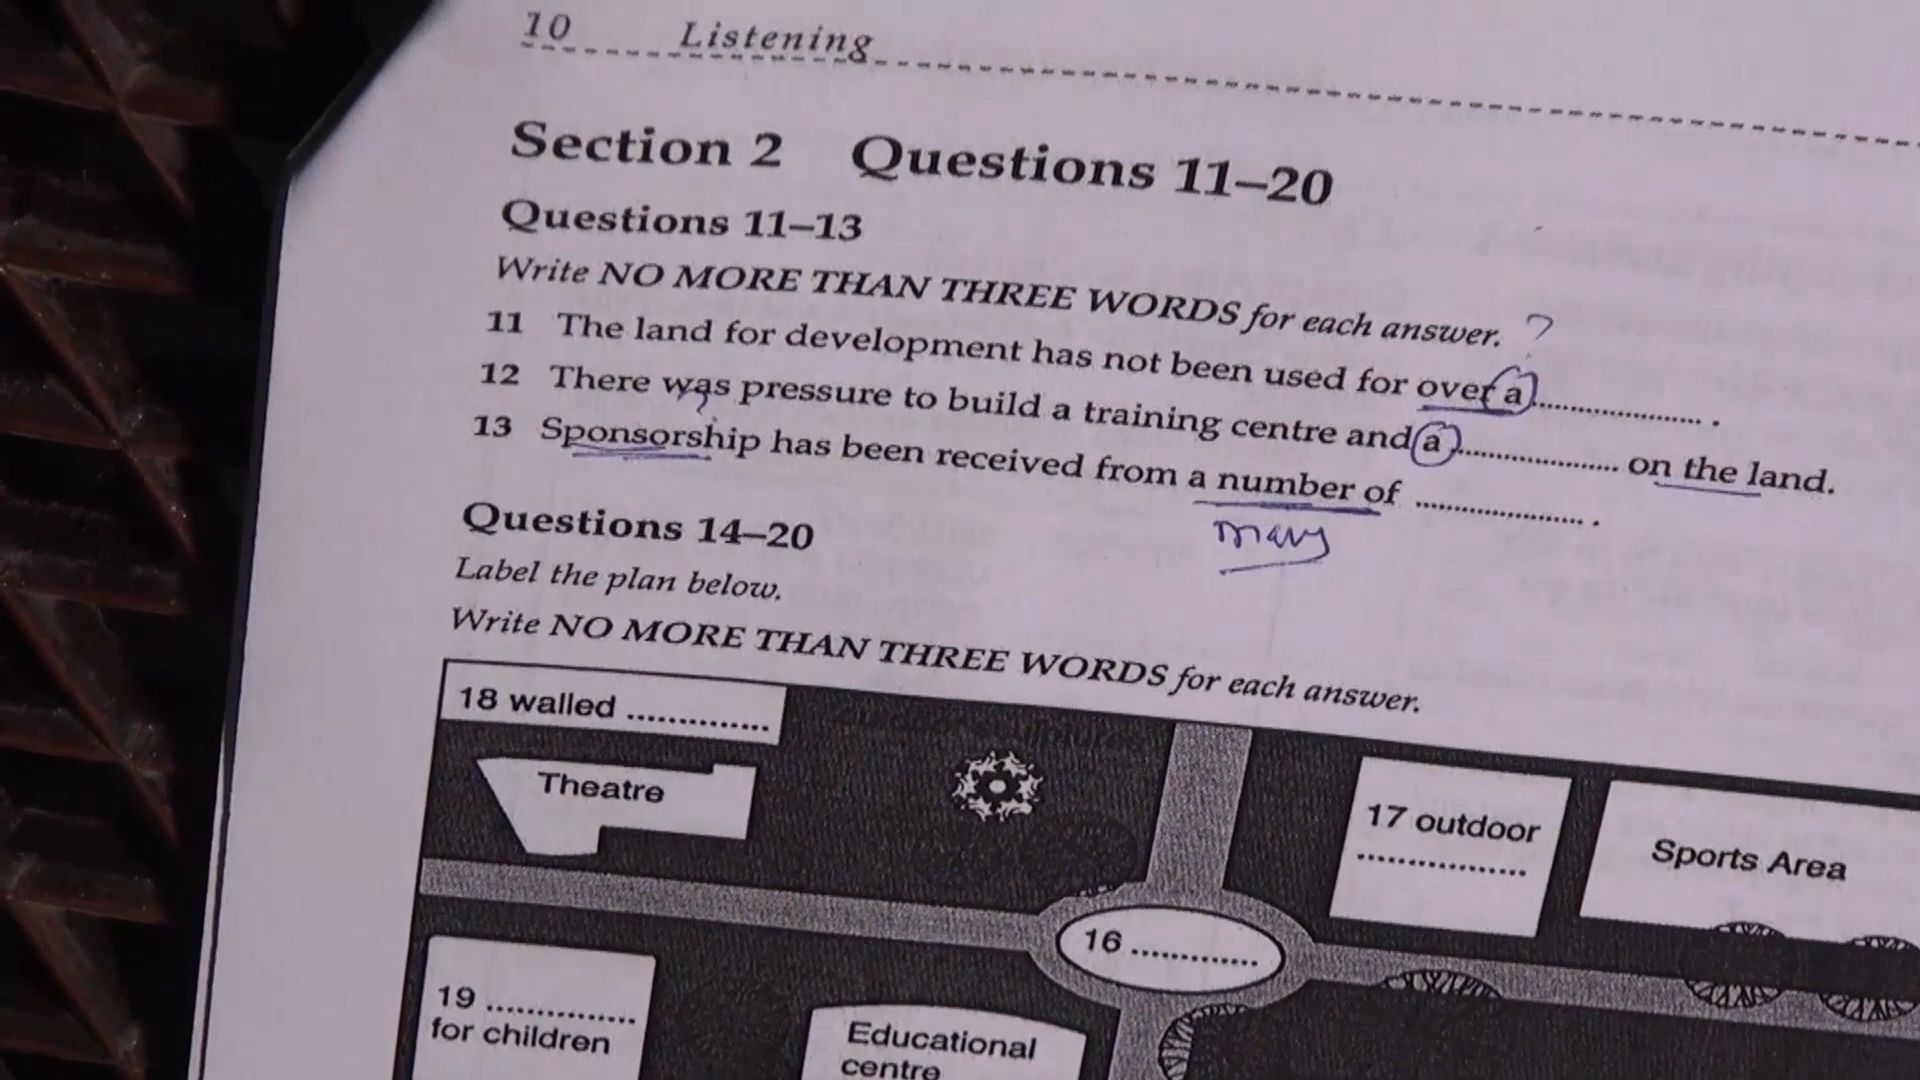 10 Listening
Section 2 Questions 11–20
Questions 11–13
Write NO MORE THAN THREE WORDS for each answer. ?
11 The land for development has not been used for over a .................... .
12 There was pressure to build a training centre and a .................... on the land.
13 Sponsorship has been received from a number of .................... .
many
Questions 14–20
Label the plan below.
Write NO MORE THAN THREE WORDS for each answer.
18 walled ..............
Theatre
17 outdoor
................
Sports Area
16 .............
19 ...............
for children
Educational
centre